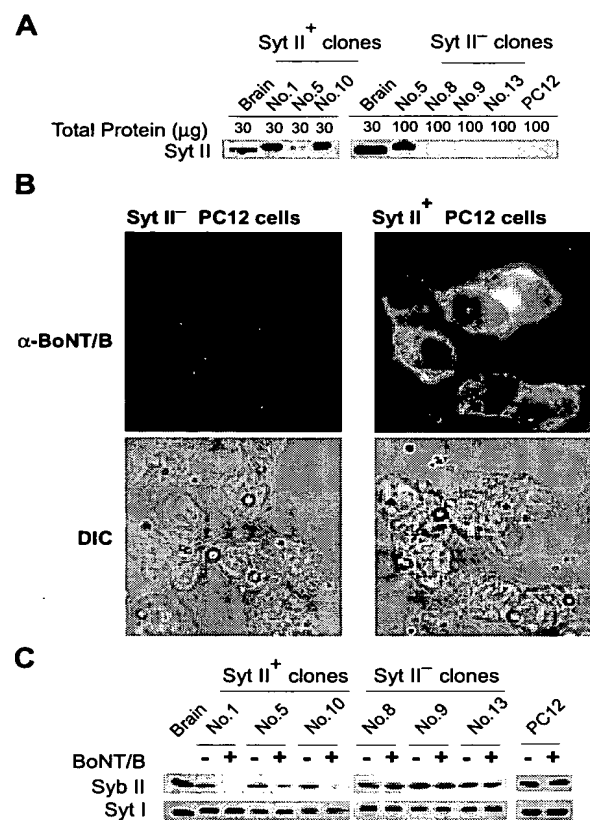 A
Syt II+ clones Syt II− clones
Brain No.1 No.5 No.10 Brain No.5 No.8 No.9 No.13 PC12
Total Protein (μg) 30 30 30 30 30 100 100 100 100 100
Syt II
B
Syt II− PC12 cells Syt II+ PC12 cells
α-BoNT/B
DIC
C
Syt II+ clones Syt II− clones
Brain No.1 No.5 No.10 No.8 No.9 No.13 PC12
BoNT/B - + - + - + - + - + - + - +
Syb II
Syt I